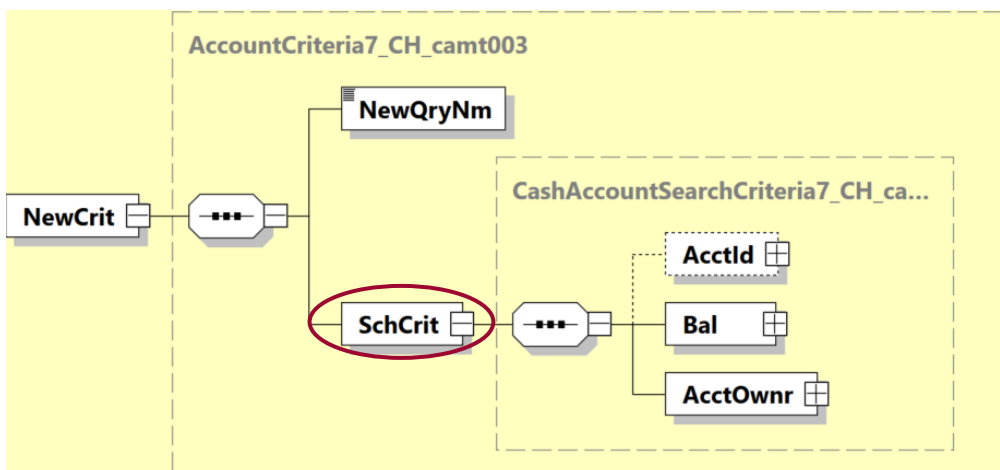 AccountCriteria7_CH_camt003
NewQryNm
CashAccountSearchCriteria7_CH_ca...
NewCrit
AcctId
SchCrit
Bal
AcctOwnr